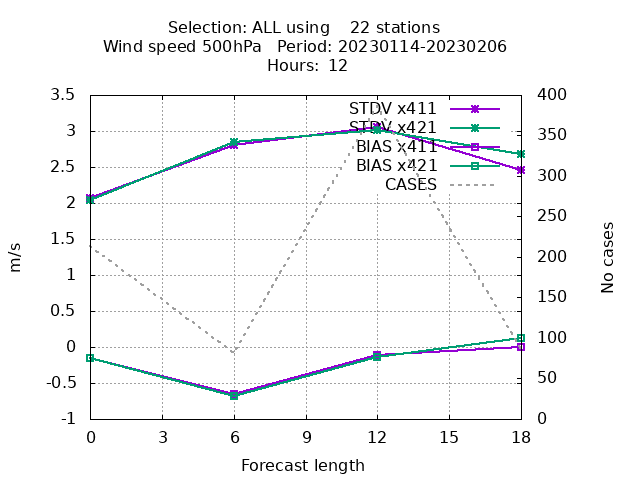 Selection: ALL using    22 stations
Wind speed 500hPa   Period: 20230114-20230206
Hours:  12
STDV x411
STDV x421
BIAS x411
BIAS x421
CASES
3.5
3
2.5
2
1.5
1
0.5
0
-0.5
-1
m/s
400
350
300
250
200
150
100
50
0
No cases
0 3 6 9 12 15 18
Forecast length